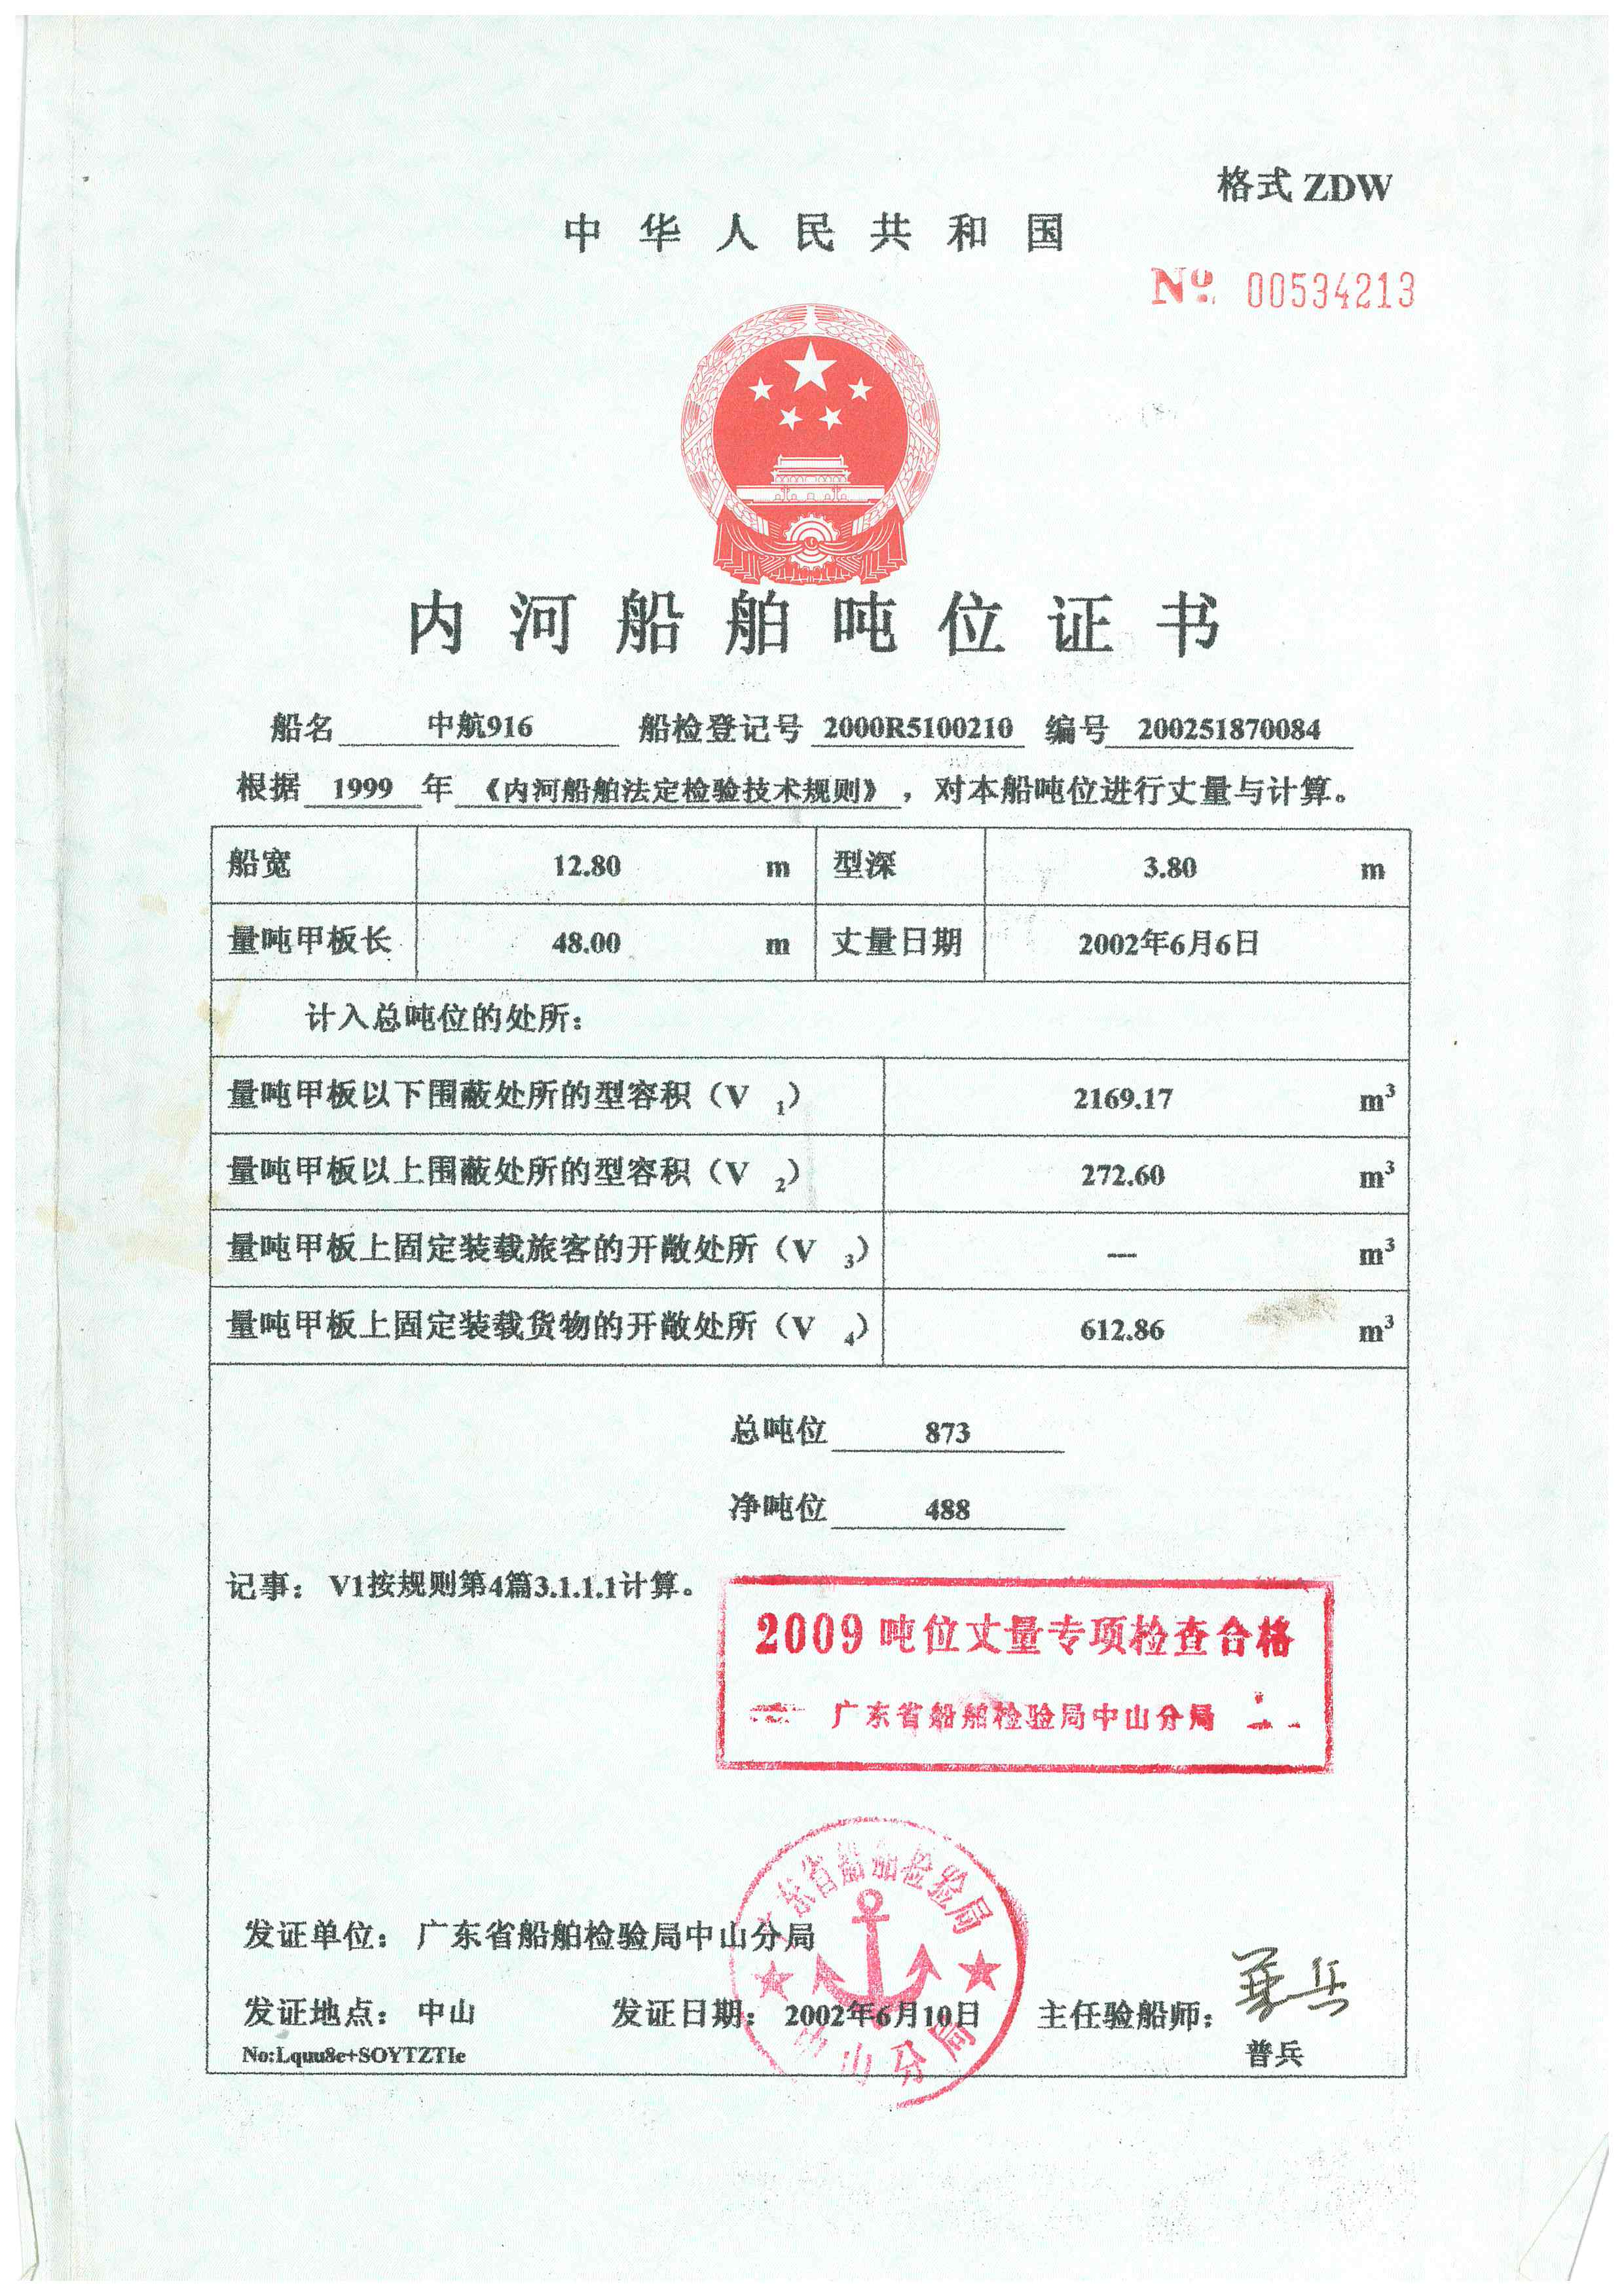 格式 ZDW
中华人民共和国
№ 00534213
内河船舶吨位证书
船名 中航916 船检登记号 2000R5100210 编号 200251870084
根据 1999 年 《内河船舶法定检验技术规则》 ，对本船吨位进行丈量与计算。
船宽 12.80 m 型深 3.80 m
量吨甲板长 48.00 m 丈量日期 2002年6月6日
计入总吨位的处所：
量吨甲板以下围蔽处所的型容积（V 1） 2169.17 m³
量吨甲板以上围蔽处所的型容积（V 2） 272.60 m³
量吨甲板上固定装载旅客的开敞处所（V 3） — m³
量吨甲板上固定装载货物的开敞处所（V 4） 612.86 m³
总吨位 873
净吨位 488
记事： V1按规则第4篇3.1.1.1计算。
2009 吨位丈量专项检查合格
广东省船舶检验局中山分局
广东省船舶检验局
发证单位： 广东省船舶检验局中山分局
发证地点： 中山 发证日期： 2002年6月10日 主任验船师： 普兵
中山分局
No:Lquu8e+SOYTZTIe
普兵